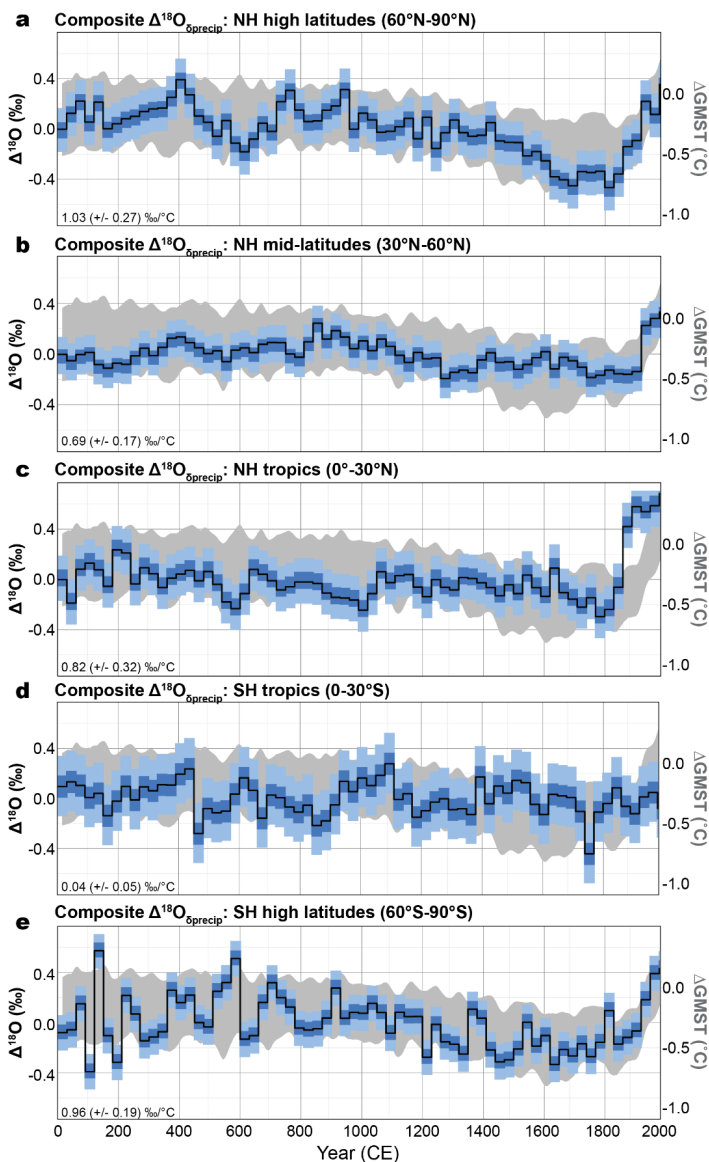 a Composite Δ¹⁸Oδprecip: NH high latitudes (60°N-90°N)
0.4
0.0
-0.4
Δ¹⁸O (‰)
0.0
-0.5
-1.0
ΔGMST (°C)
1.03 (+/- 0.27) ‰/°C
b Composite Δ¹⁸Oδprecip: NH mid-latitudes (30°N-60°N)
0.4
0.0
-0.4
Δ¹⁸O (‰)
0.0
-0.5
-1.0
ΔGMST (°C)
0.69 (+/- 0.17) ‰/°C
c Composite Δ¹⁸Oδprecip: NH tropics (0°-30°N)
0.4
0.0
-0.4
Δ¹⁸O (‰)
0.0
-0.5
-1.0
ΔGMST (°C)
0.82 (+/- 0.32) ‰/°C
d Composite Δ¹⁸Oδprecip: SH tropics (0-30°S)
0.4
0.0
-0.4
Δ¹⁸O (‰)
0.0
-0.5
-1.0
ΔGMST (°C)
0.04 (+/- 0.05) ‰/°C
e Composite Δ¹⁸Oδprecip: SH high latitudes (60°S-90°S)
0.4
0.0
-0.4
Δ¹⁸O (‰)
0.0
-0.5
-1.0
ΔGMST (°C)
0.96 (+/- 0.19) ‰/°C
0 200 400 600 800 1000 1200 1400 1600 1800 2000
Year (CE)